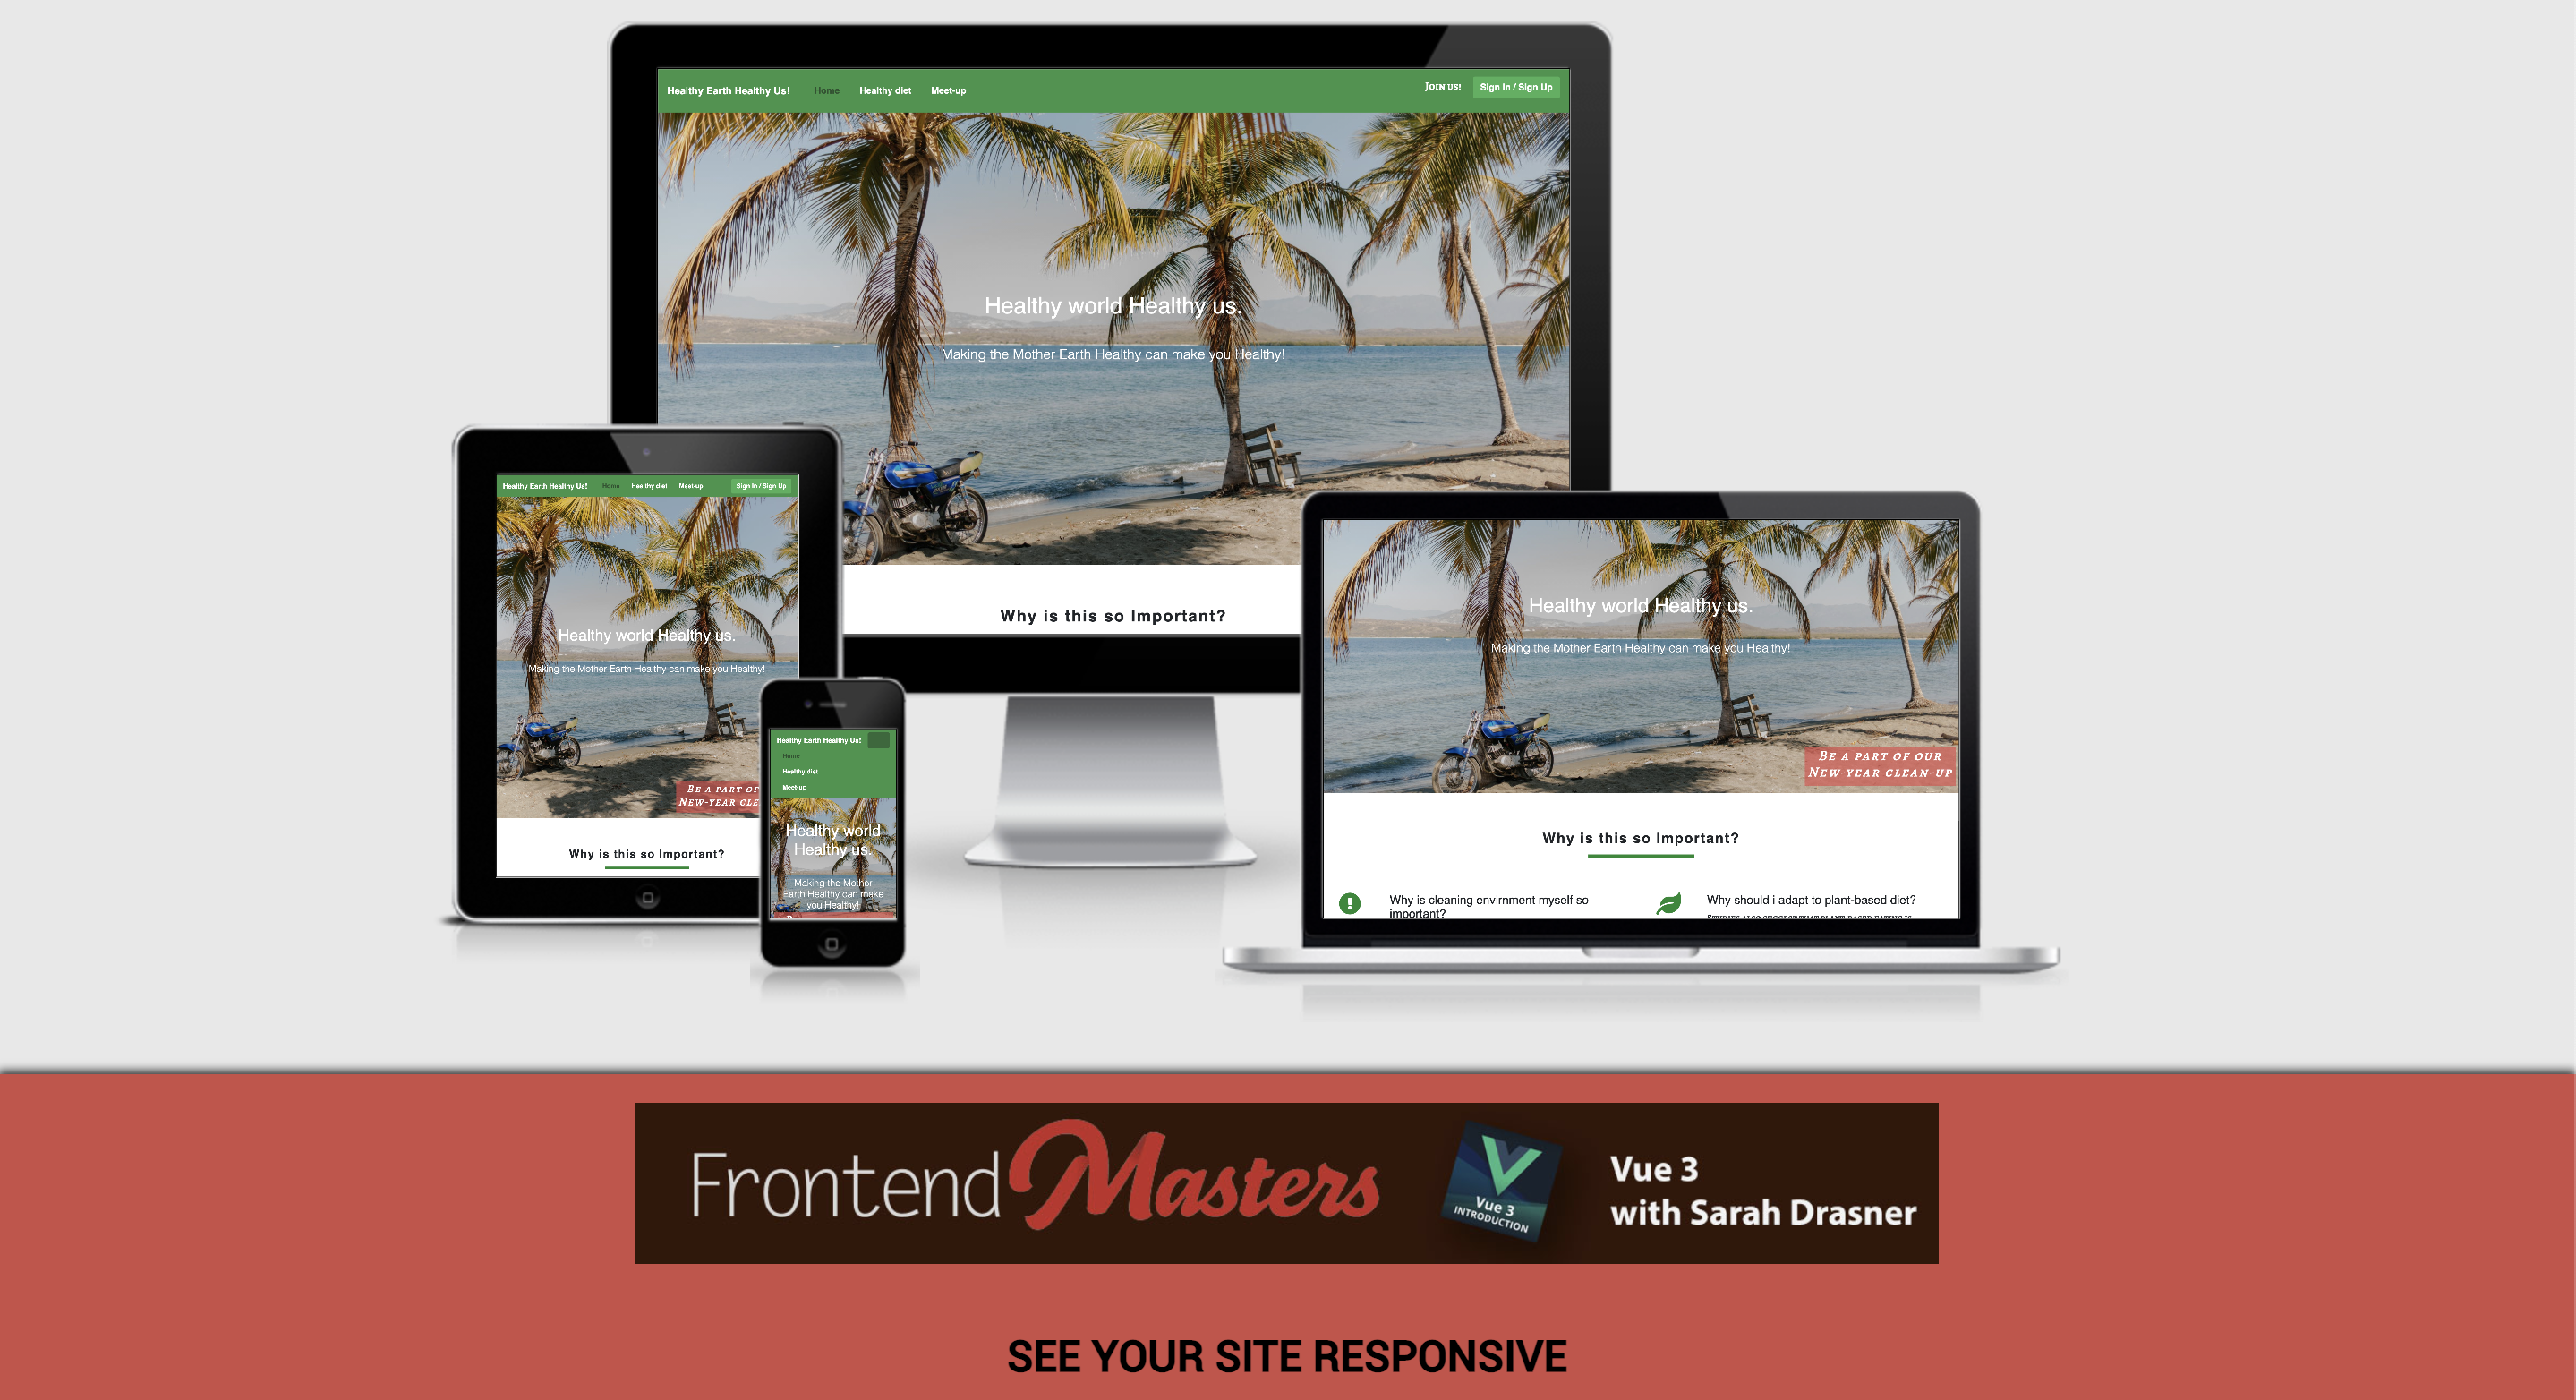 Healthy Earth Healthy Us! Home Healthy diet Meet-up JOIN US! Sign In / Sign Up
Healthy world Healthy us.
Making the Mother Earth Healthy can make you Healthy!
Why is this so Important?
Healthy Earth Healthy Us! Home Healthy diet Meet-up Sign In / Sign Up
Healthy world Healthy us.
Making the Mother Earth Healthy can make you Healthy!
BE A PART OF
NEW-YEAR CLE
Why is this so Important?
Healthy Earth Healthy Us!
Home
Healthy diet
Meet-up
Healthy world
Healthy us.
Making the Mother
Earth Healthy can make
you Healthy!
Healthy world Healthy us.
Making the Mother Earth Healthy can make you Healthy!
BE A PART OF OUR
NEW-YEAR CLEAN-UP
Why is this so Important?
Why is cleaning envirnment myself so
important?
Why should i adapt to plant-based diet?
Frontend Masters
Vue 3
INTRODUCTION
Vue 3
with Sarah Drasner
SEE YOUR SITE RESPONSIVE